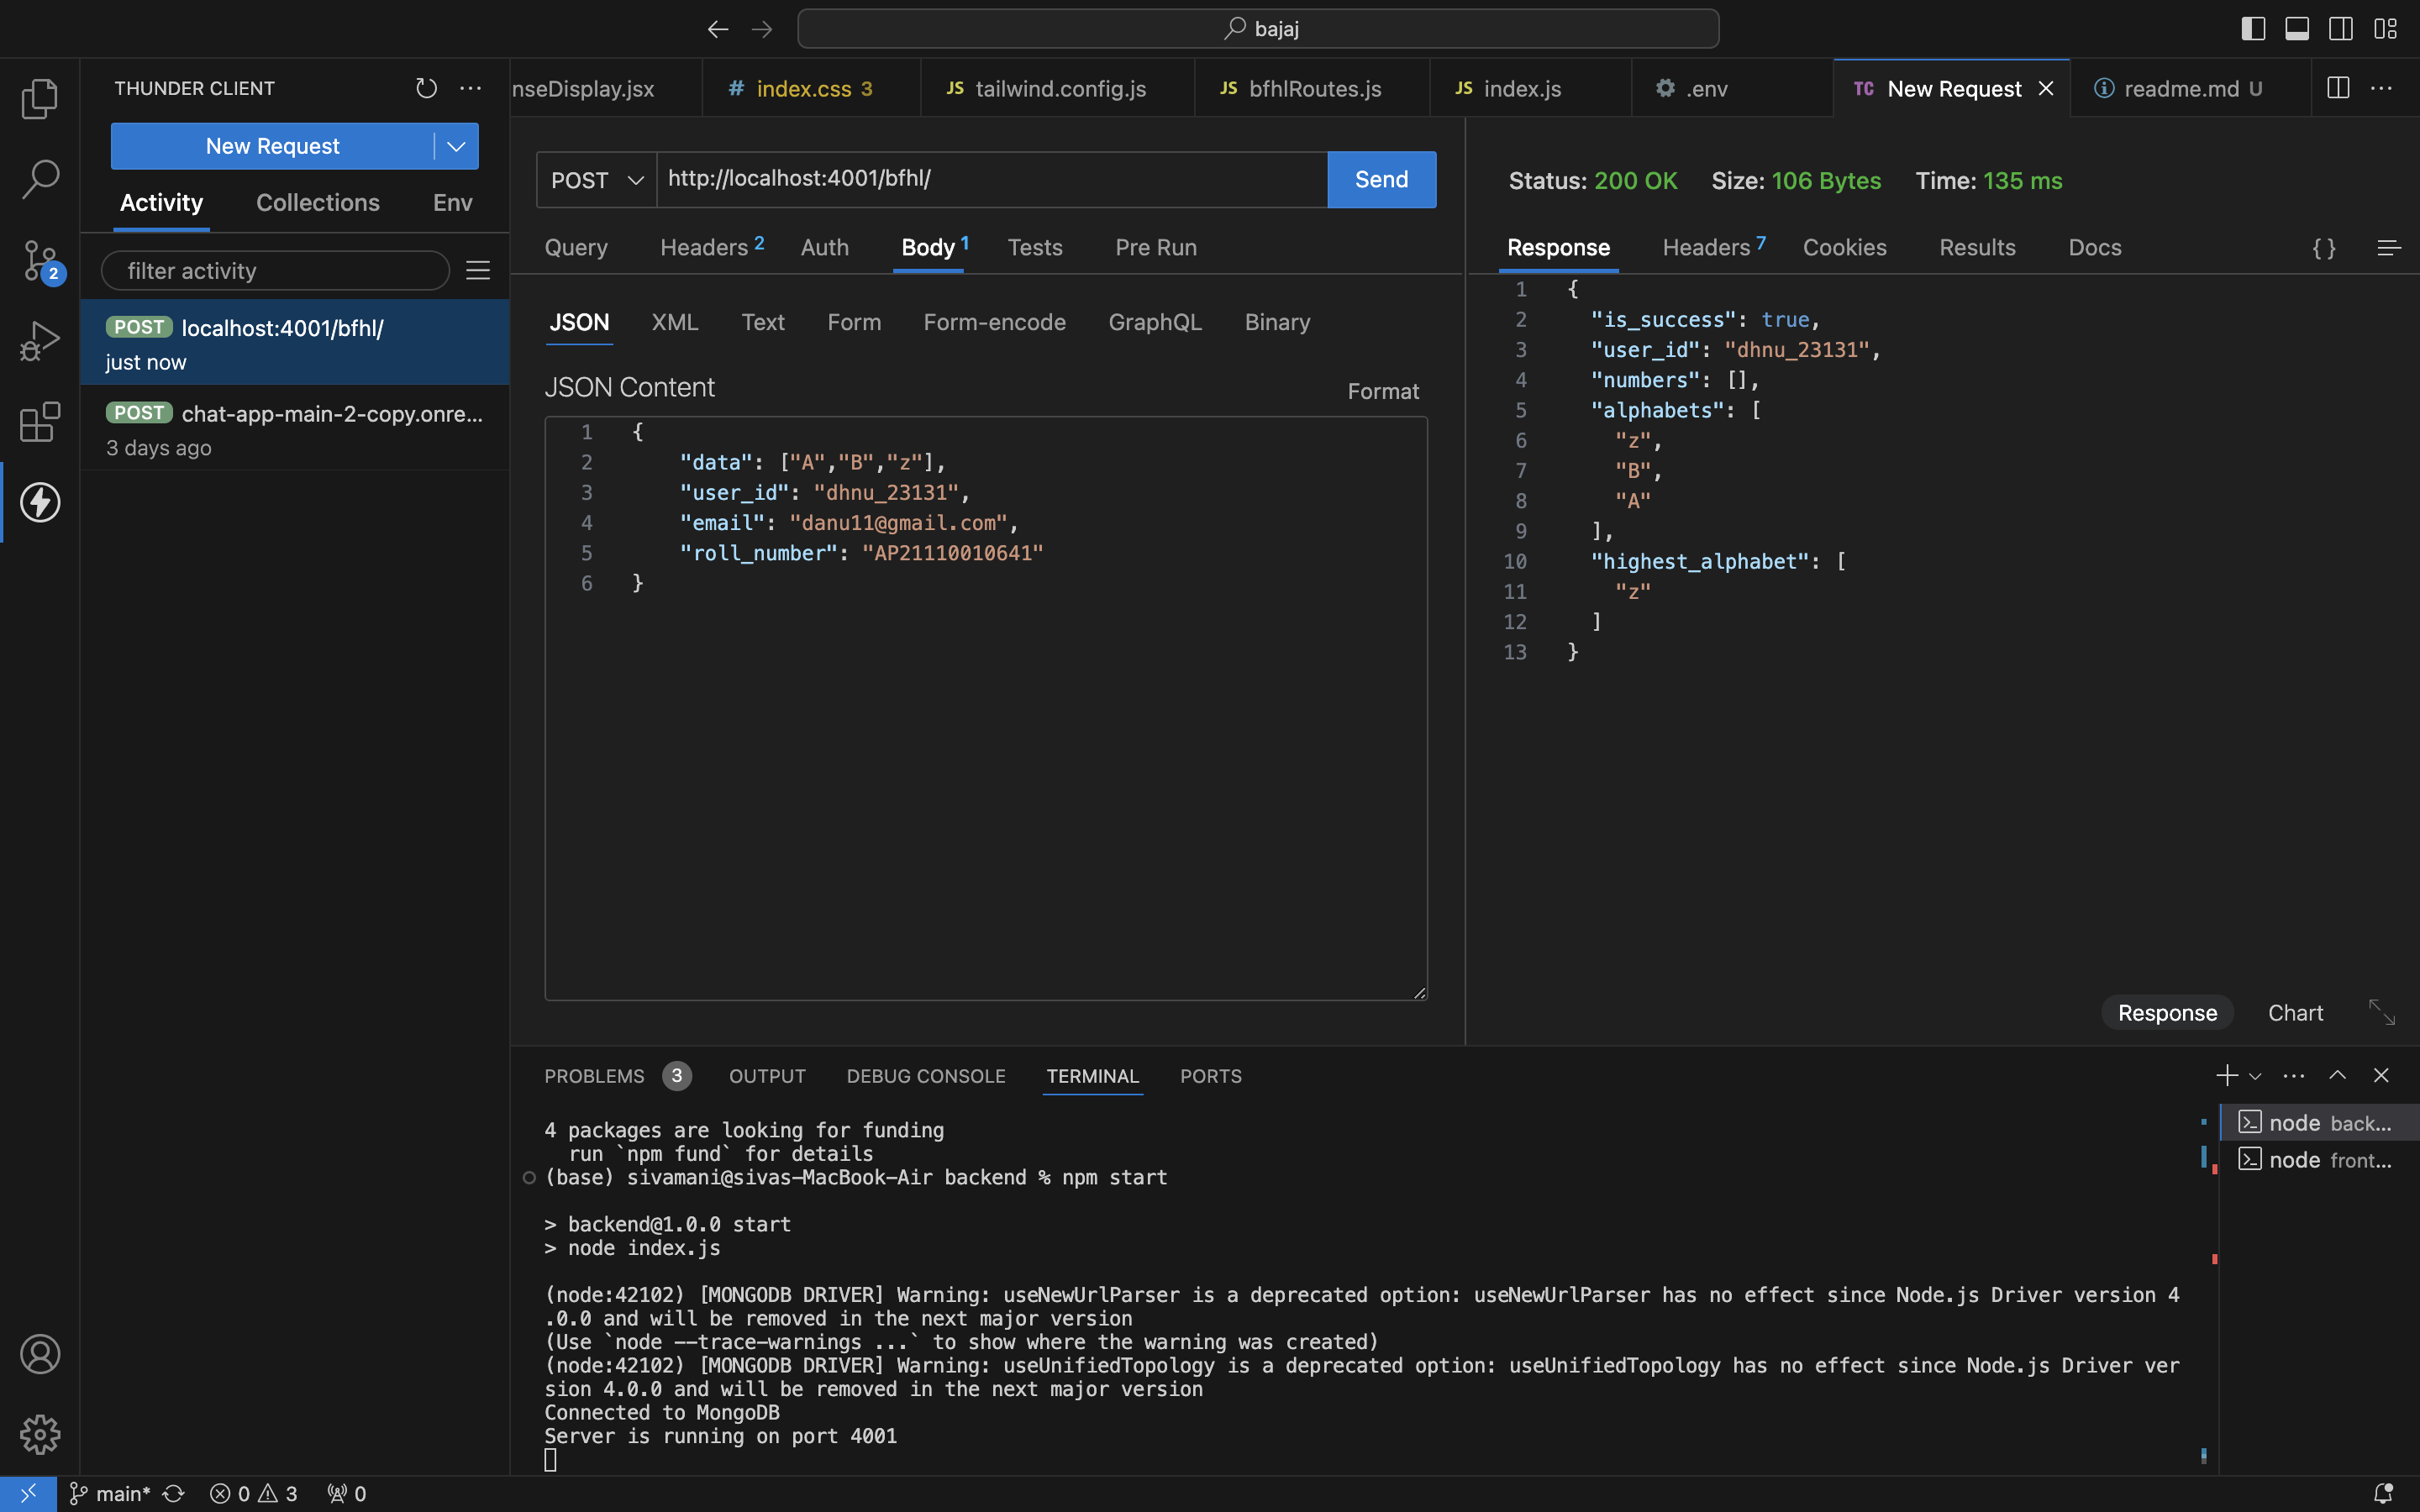 bajaj
THUNDER CLIENT
nseDisplay.jsx
# index.css 3
JS tailwind.config.js
JS bfhlRoutes.js
JS index.js
.env
TC New Request
readme.md U
New Request
Activity Collections Env
filter activity
POST localhost:4001/bfhl/
just now
POST chat-app-main-2-copy.onre...
3 days ago
2
POST http://localhost:4001/bfhl/ Send
Query Headers 2 Auth Body 1 Tests Pre Run
JSON XML Text Form Form-encode GraphQL Binary
JSON Content Format
1 {
2 "data": ["A","B","z"],
3 "user_id": "dhnu_23131",
4 "email": "danu11@gmail.com",
5 "roll_number": "AP21110010641"
6 }
Status: 200 OK Size: 106 Bytes Time: 135 ms
Response Headers 7 Cookies Results Docs { }
1 {
2 "is_success": true,
3 "user_id": "dhnu_23131",
4 "numbers": [],
5 "alphabets": [
6 "z",
7 "B",
8 "A"
9 ],
10 "highest_alphabet": [
11 "z"
12 ]
13 }
Response Chart
PROBLEMS 3 OUTPUT DEBUG CONSOLE TERMINAL PORTS
4 packages are looking for funding
run `npm fund` for details
(base) sivamani@sivas-MacBook-Air backend % npm start
> backend@1.0.0 start
> node index.js
(node:42102) [MONGODB DRIVER] Warning: useNewUrlParser is a deprecated option: useNewUrlParser has no effect since Node.js Driver version 4
.0.0 and will be removed in the next major version
(Use `node --trace-warnings ...` to show where the warning was created)
(node:42102) [MONGODB DRIVER] Warning: useUnifiedTopology is a deprecated option: useUnifiedTopology has no effect since Node.js Driver ver
sion 4.0.0 and will be removed in the next major version
Connected to MongoDB
Server is running on port 4001
node back...
node front...
main* 0 3 0